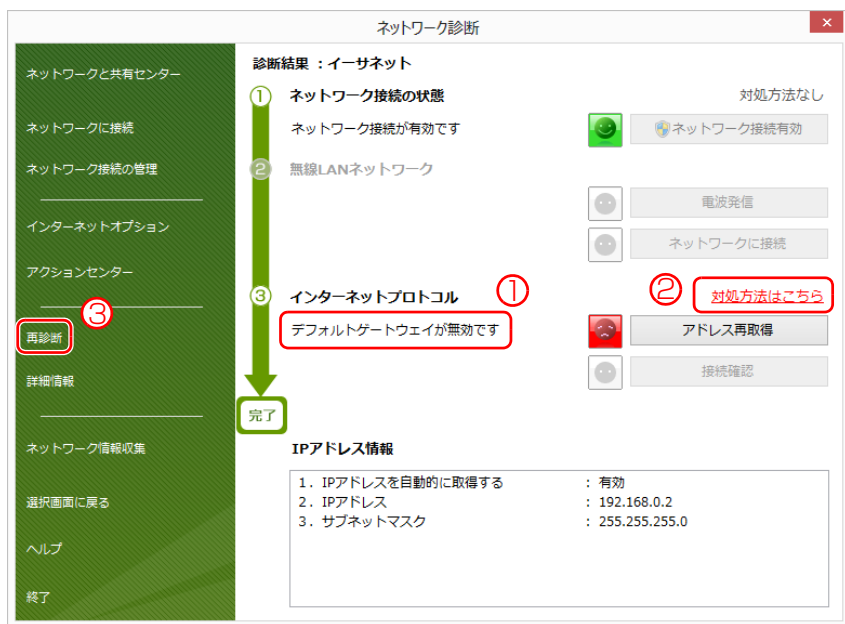 ネットワーク診断
×
ネットワークと共有センター
ネットワークに接続
ネットワーク接続の管理
インターネットオプション
アクションセンター
③
再診断
詳細情報
ネットワーク情報収集
選択画面に戻る
ヘルプ
終了
診断結果 : イーサネット
① ネットワーク接続の状態 対処方法なし
ネットワーク接続が有効です ネットワーク接続有効
② 無線LANネットワーク
電波発信
ネットワークに接続
③ インターネットプロトコル ① ② 対処方法はこちら
デフォルトゲートウェイが無効です アドレス再取得
接続確認
完了
IPアドレス情報
1. IPアドレスを自動的に取得する : 有効
2. IPアドレス : 192.168.0.2
3. サブネットマスク : 255.255.255.0